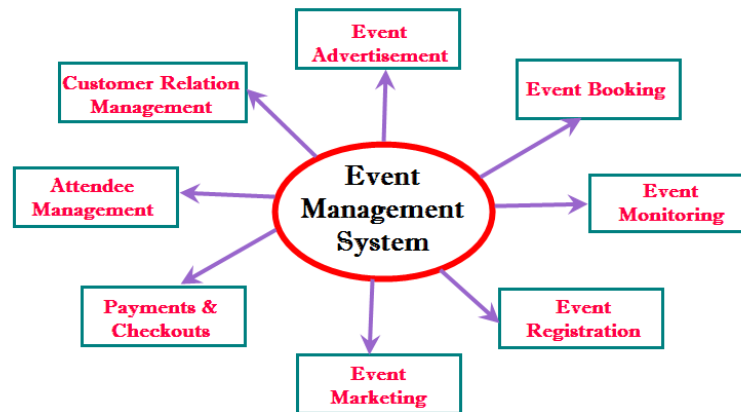 Event
Advertisement
Customer Relation
Management
Event Booking
Attendee
Management
Event
Management
System
Event
Monitoring
Payments &
Checkouts
Event
Registration
Event
Marketing